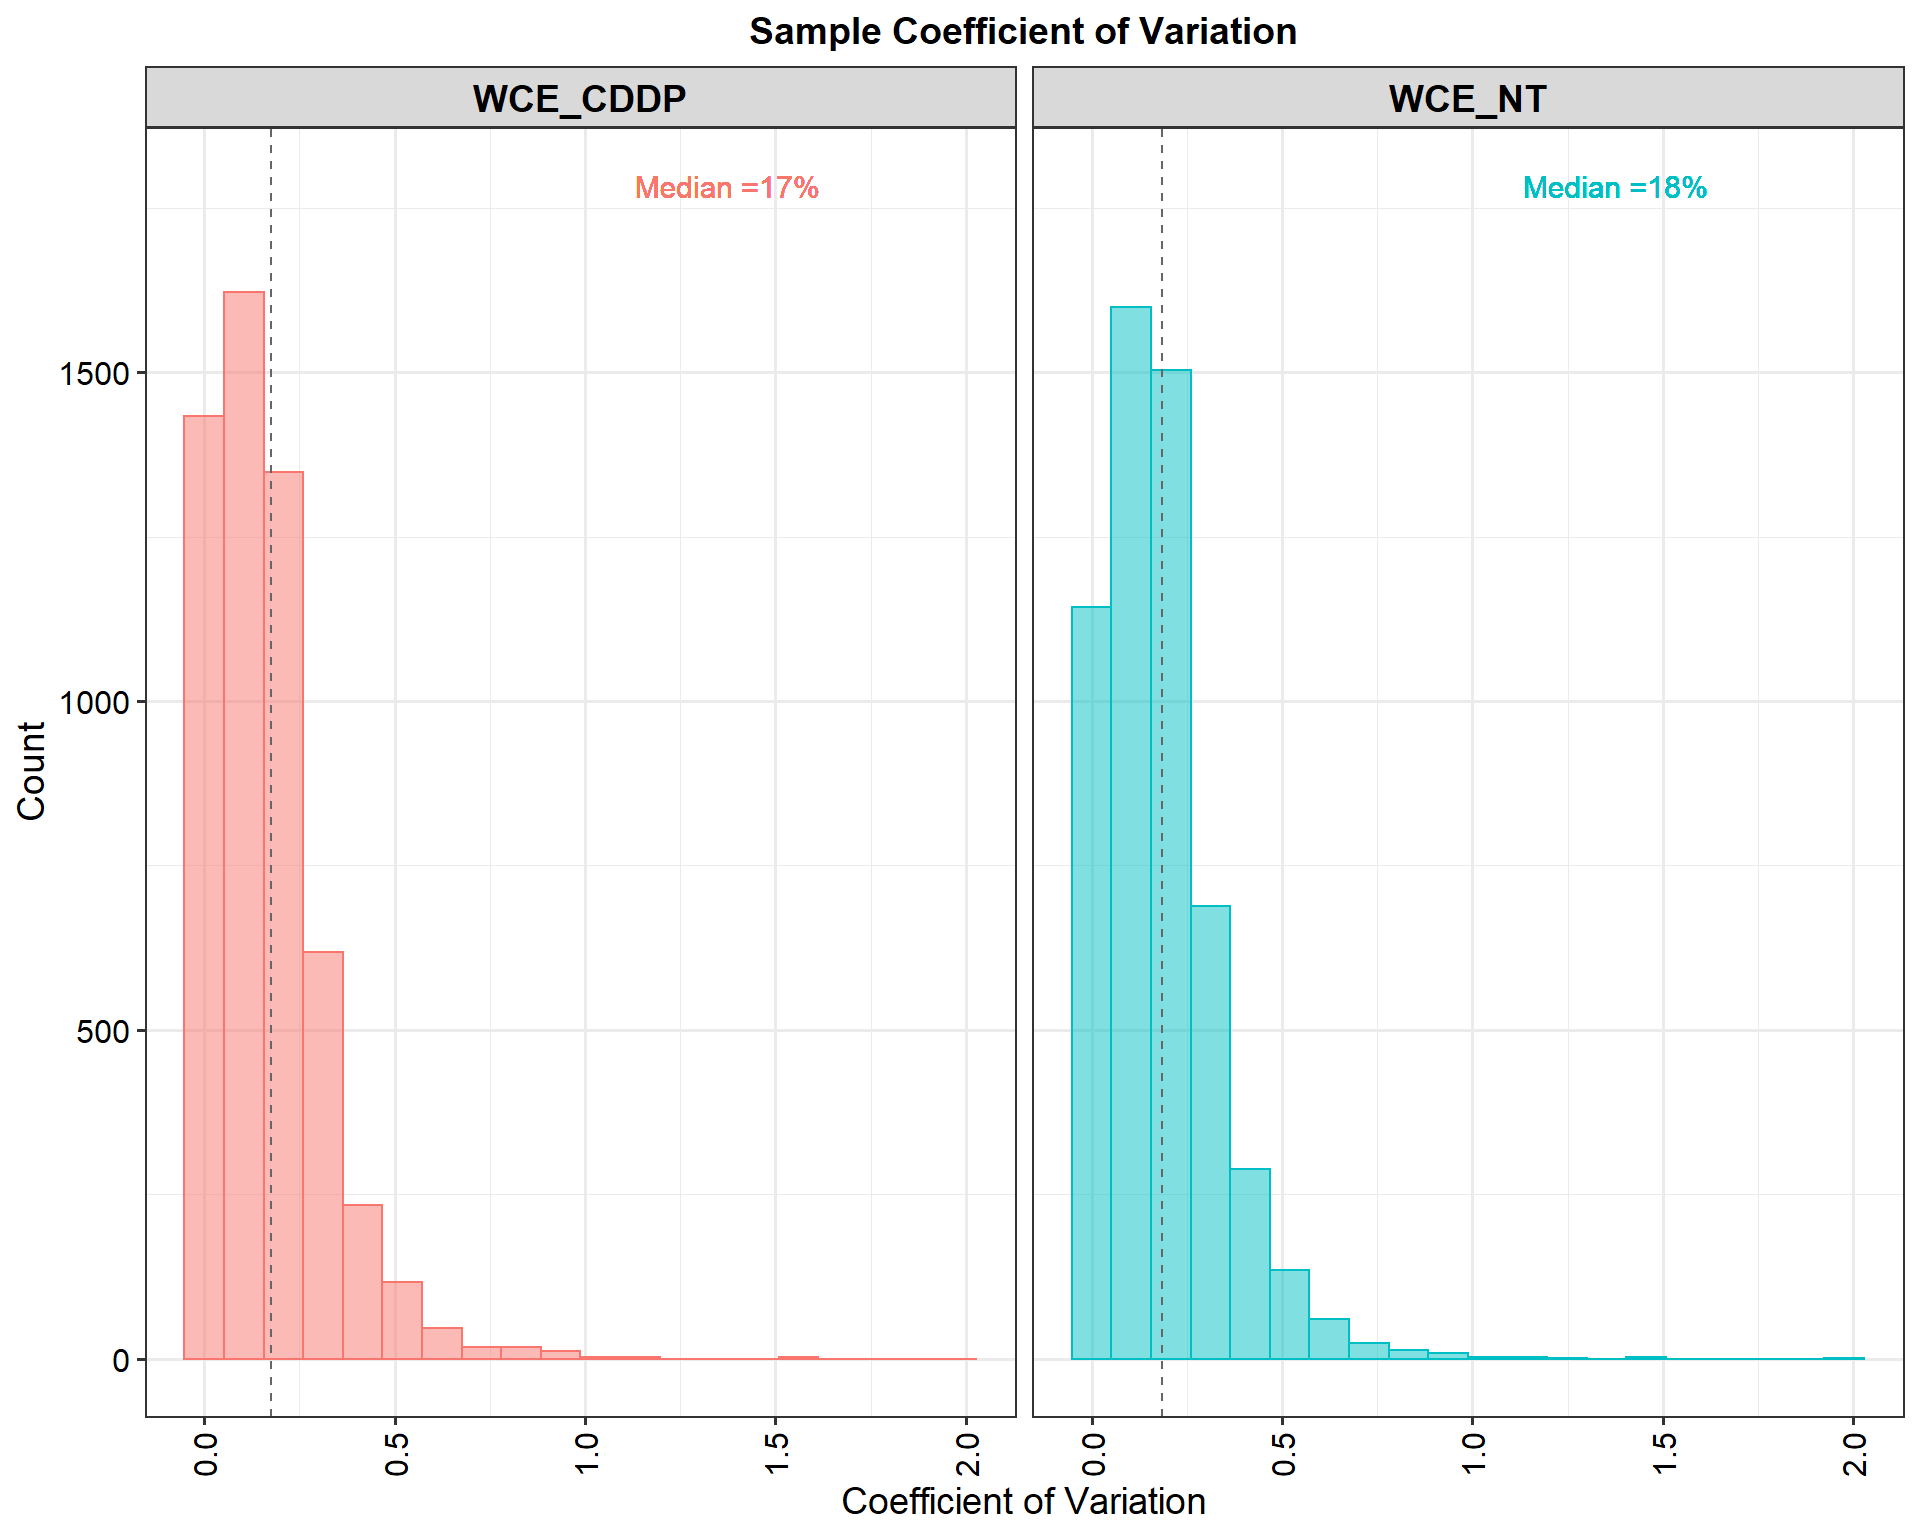 Sample Coefficient of Variation
WCE_CDDP
WCE_NT
Median =17%
Median =18%
Count
1500
1000
500
0
0.0
0.5
1.0
1.5
2.0
0.0
0.5
1.0
1.5
2.0
Coefficient of Variation